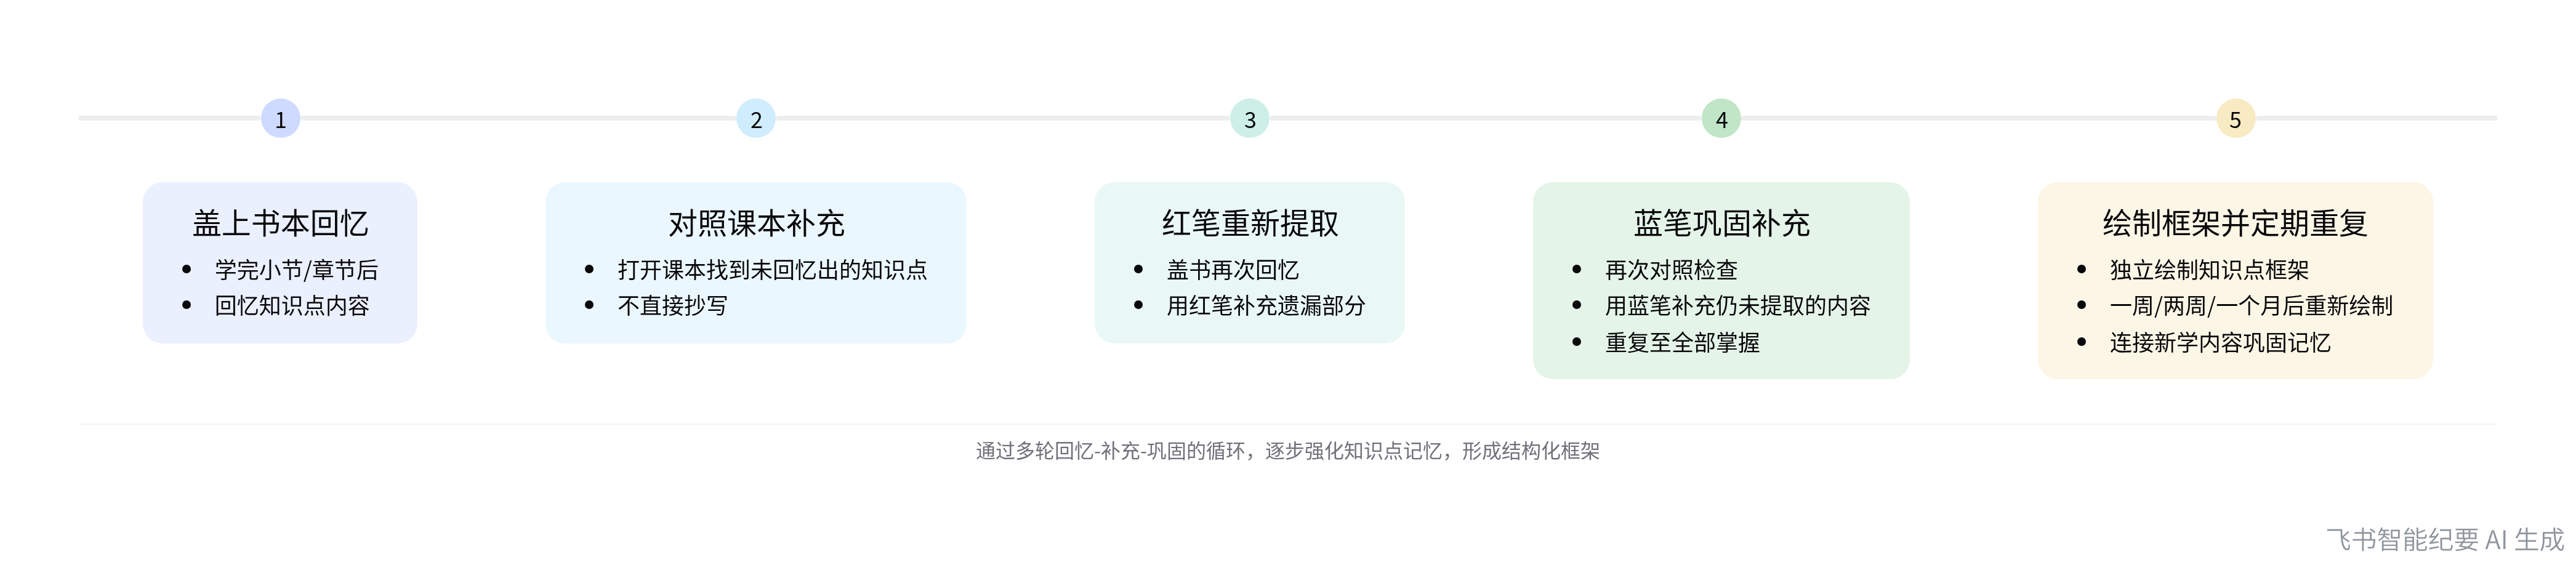 1
2
3
4
5
盖上书本回忆
学完小节/章节后
回忆知识点内容
对照课本补充
打开课本找到未回忆出的知识点
不直接抄写
红笔重新提取
盖书再次回忆
用红笔补充遗漏部分
蓝笔巩固补充
再次对照检查
用蓝笔补充仍未提取的内容
重复至全部掌握
绘制框架并定期重复
独立绘制知识点框架
一周/两周/一个月后重新绘制
连接新学内容巩固记忆
通过多轮回忆-补充-巩固的循环，逐步强化知识点记忆，形成结构化框架
飞书智能纪要 AI 生成